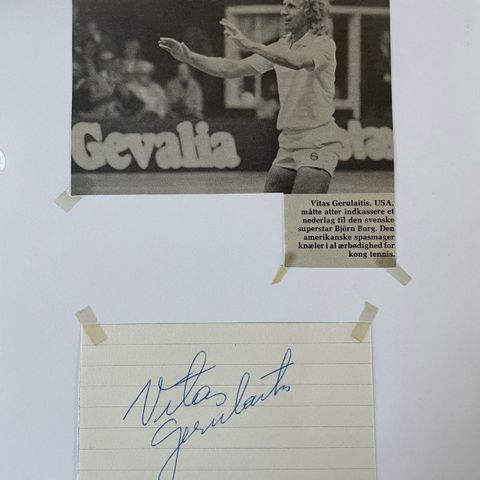 Gevalia
Vitas Gerulaitis, USA,
måtte atter indkassere et
nederlag til den svenske
superstar Björn Borg. Den
amerikanske spasmager
knæler i al ærbødighed for
kong tennis.
Vitas
Gerulaitis